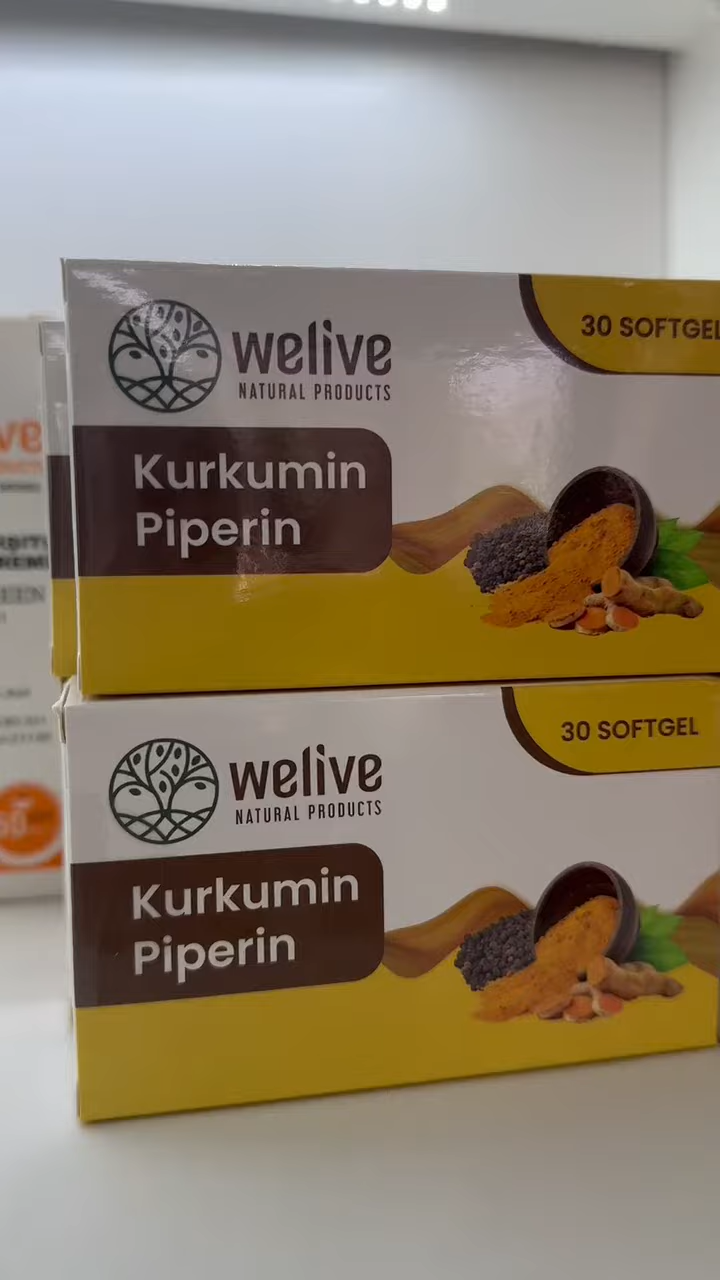 30 SOFTGEL
welive
NATURAL PRODUCTS
Kurkumin
Piperin
30 SOFTGEL
welive
NATURAL PRODUCTS
Kurkumin
Piperin